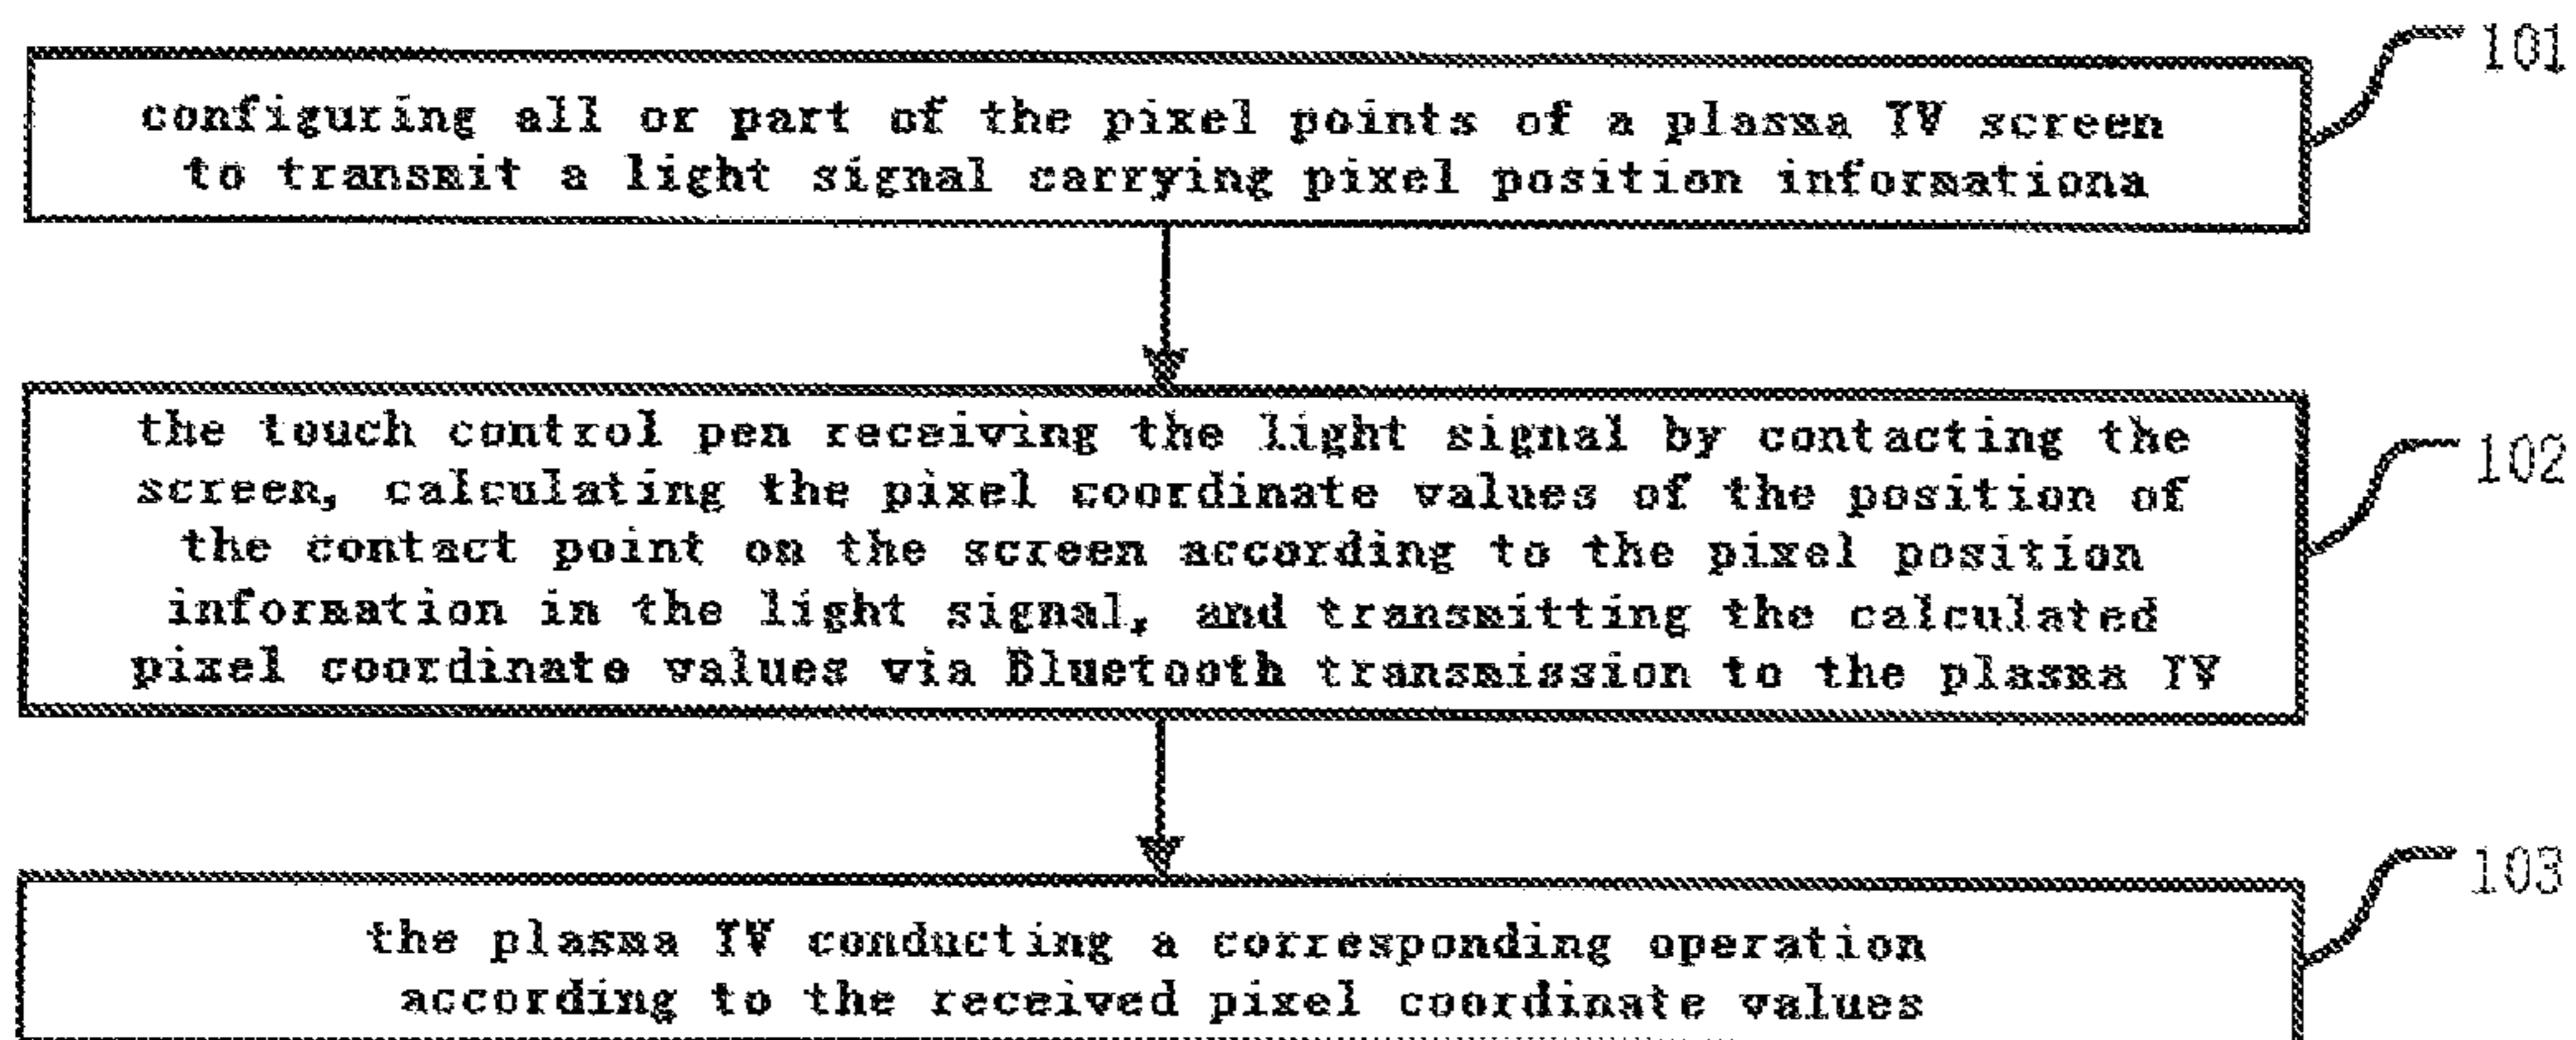 101
configuring all or part of the pixel points of a plasma TV screen
to transmit a light signal carrying pixel position informationa
the touch control pen receiving the light signal by contacting the
screen, calculating the pixel coordinate values of the position of
the contact point on the screen according to the pixel position
information in the light signal, and transmitting the calculated
pixel coordinate values via Bluetooth transmission to the plasma TV
102
the plasma TV conducting a corresponding operation
according to the received pixel coordinate values
103